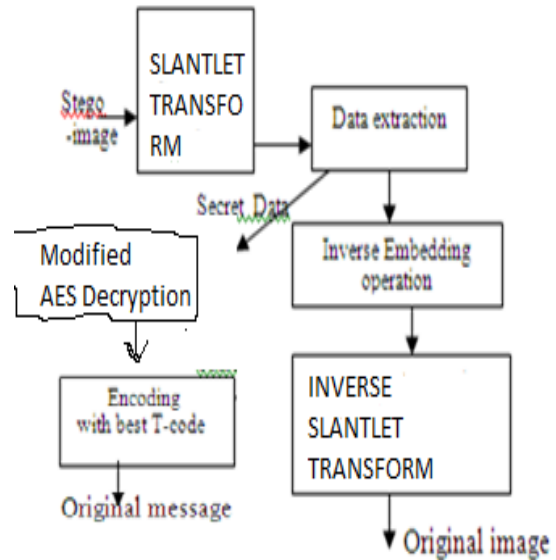 SLANTLET
TRANSFO
RM
Stego
-image
Data extraction
Secret Data
Modified
AES Decryption
Inverse Embedding
operation
Encoding
with best T-code
INVERSE
SLANTLET
TRANSFORM
Original message
Original image